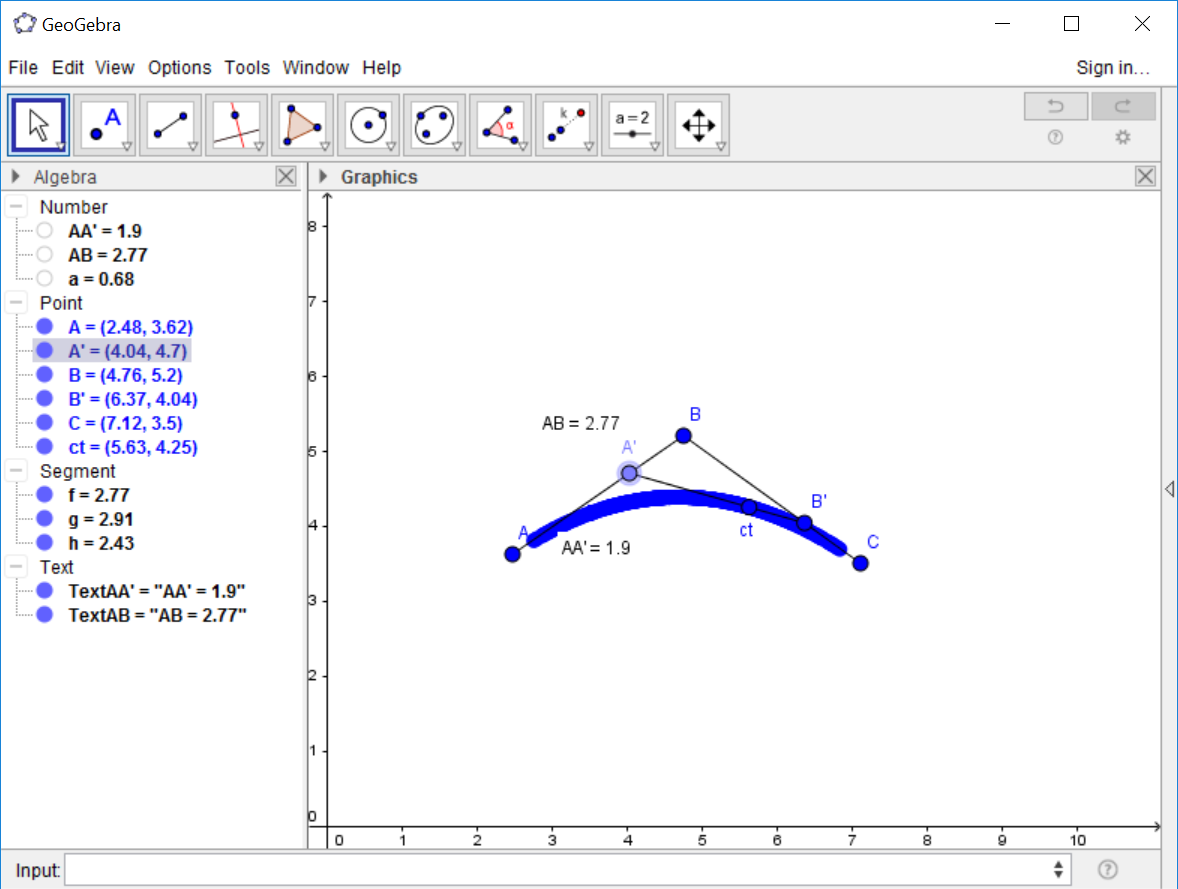 GeoGebra
File Edit View Options Tools Window Help Sign in...
A α k a = 2
Algebra
Graphics
Number
AA' = 1.9
AB = 2.77
a = 0.68
Point
A = (2.48, 3.62)
A' = (4.04, 4.7)
B = (4.76, 5.2)
B' = (6.37, 4.04)
C = (7.12, 3.5)
ct = (5.63, 4.25)
Segment
f = 2.77
g = 2.91
h = 2.43
Text
TextAA' = "AA' = 1.9"
TextAB = "AB = 2.77"
8
7
6
5
4
3
2
1
0
B
AB = 2.77
A'
B'
A
ct
C
AA' = 1.9
0 1 2 3 4 5 6 7 8 9 10
Input: